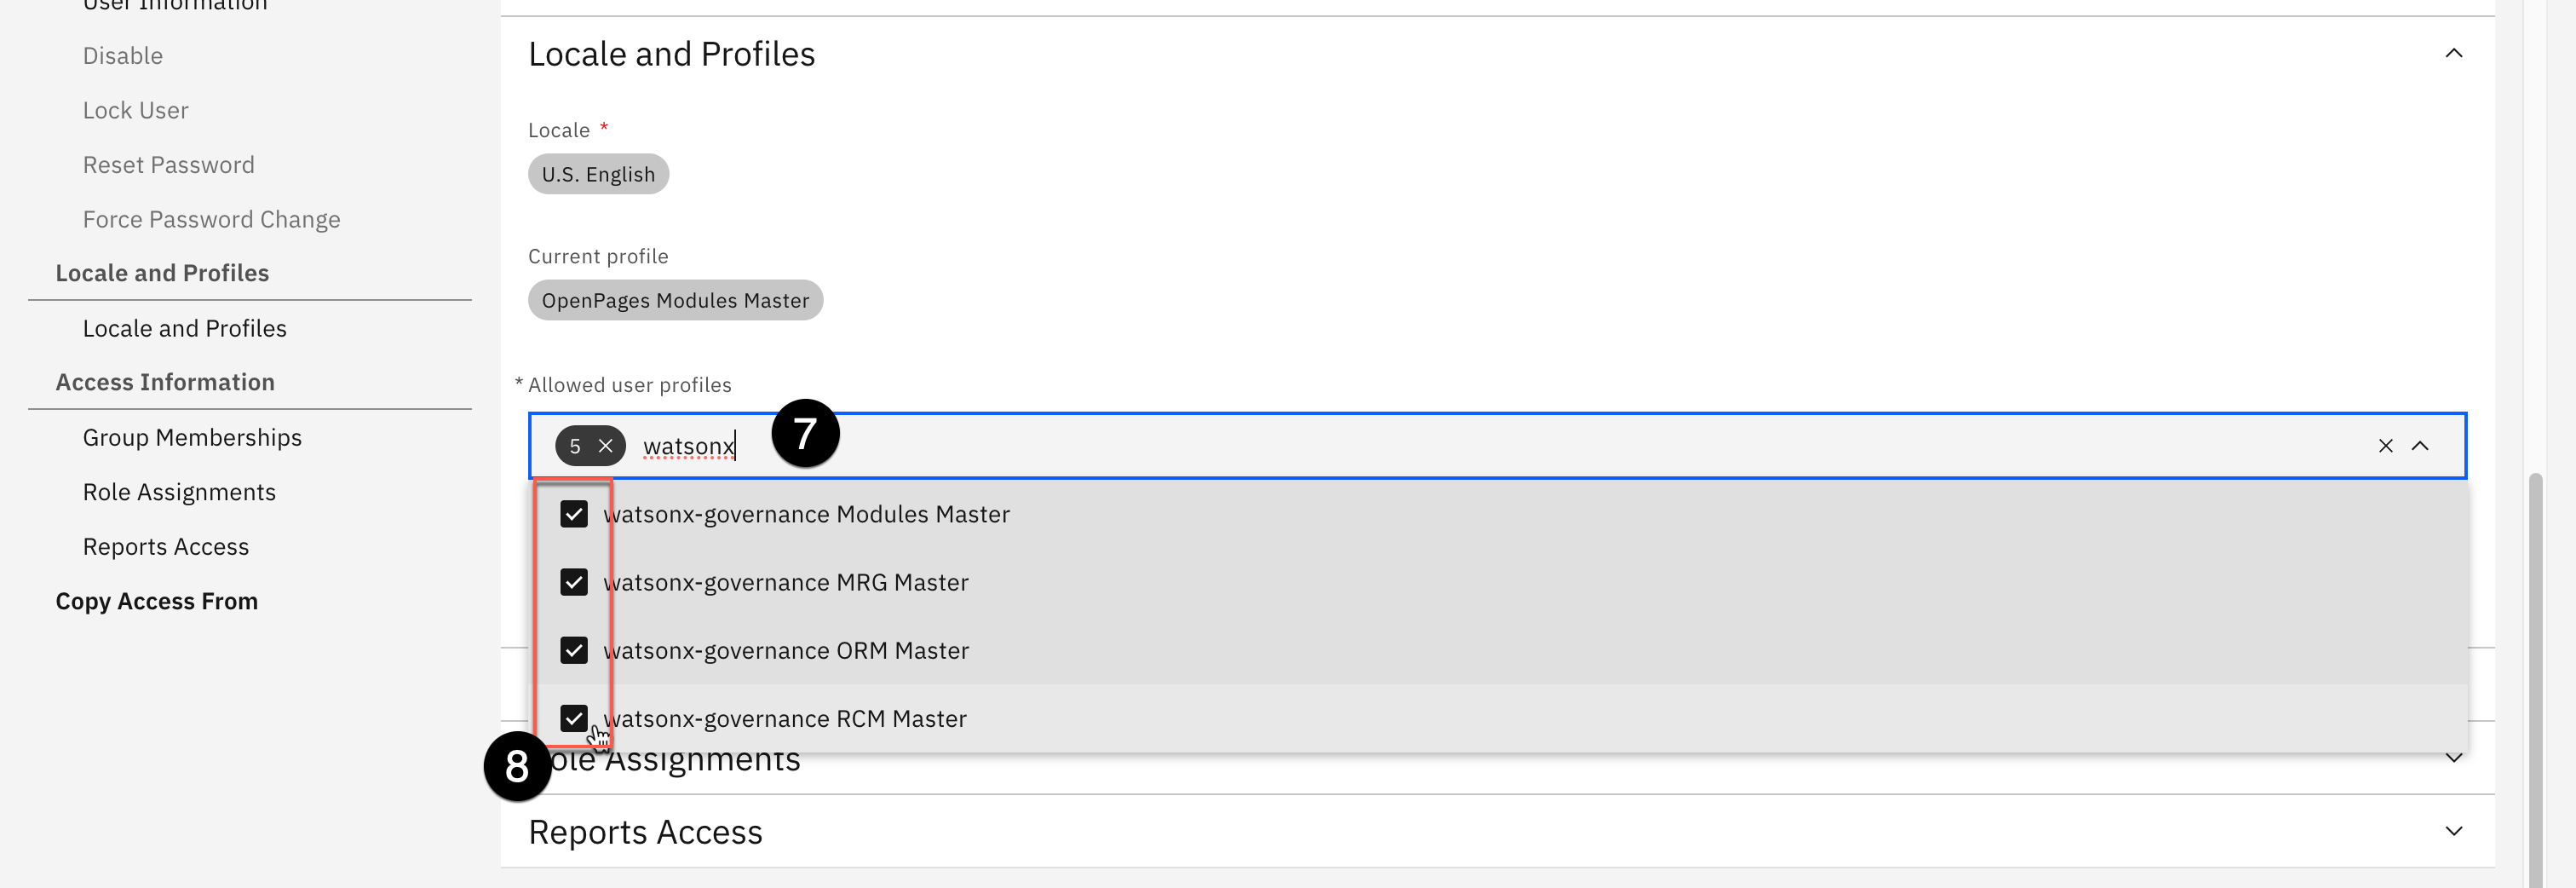 User Information
Disable
Lock User
Reset Password
Force Password Change
Locale and Profiles
Locale and Profiles
Access Information
Group Memberships
Role Assignments
Reports Access
Copy Access From
Locale and Profiles
Locale *
U.S. English
Current profile
OpenPages Modules Master
* Allowed user profiles
5 watsonx
7
watsonx-governance Modules Master
watsonx-governance MRG Master
watsonx-governance ORM Master
watsonx-governance RCM Master
8
Role Assignments
Reports Access